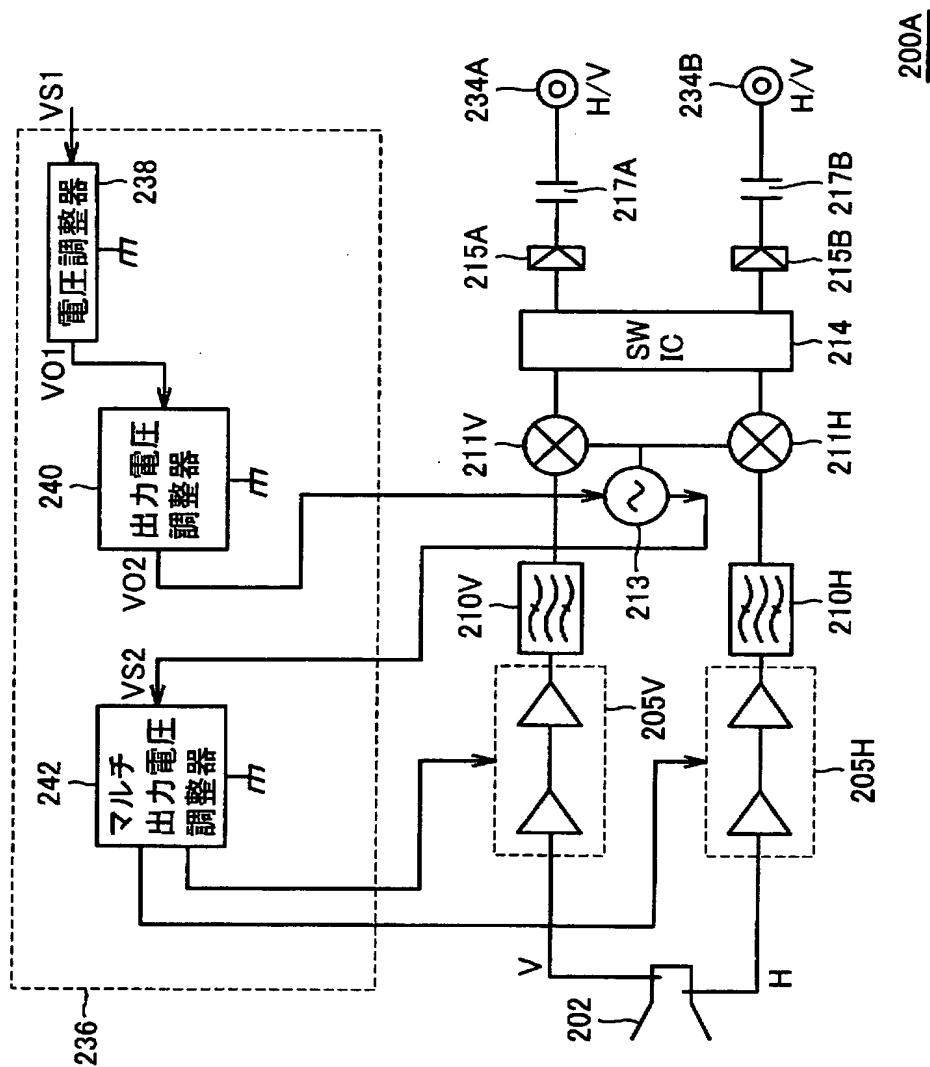 200A
236
242
マルチ
出力電圧
調整器
VS2
240
出力電圧
調整器
VO2
VO1
電圧調整器
238
VS1
202
V
H
205V
205H
210V
210H
213
211V
211H
SW
IC
214
215A
215B
217A
217B
234A
H/V
234B
H/V